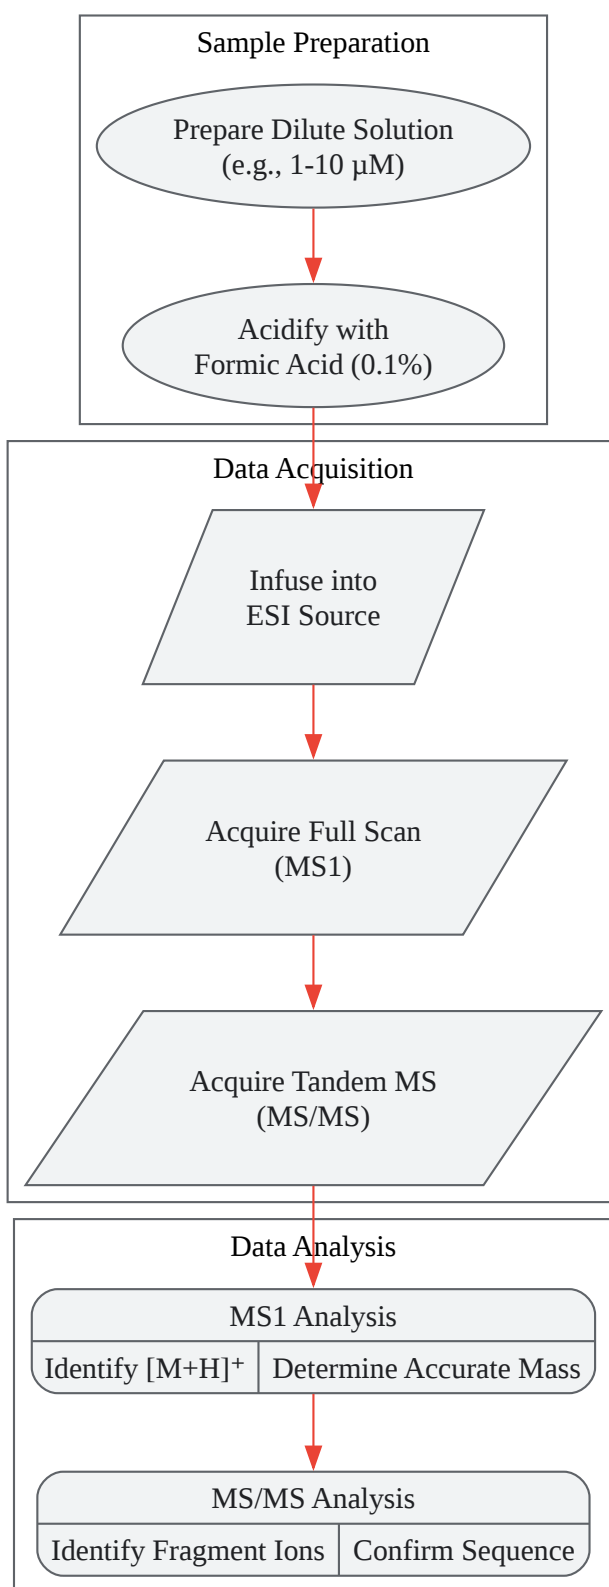 Sample Preparation
Prepare Dilute Solution
(e.g., 1-10 µM)
Acidify with
Formic Acid (0.1%)
Data Acquisition
Infuse into
ESI Source
Acquire Full Scan
(MS1)
Acquire Tandem MS
(MS/MS)
Data Analysis
MS1 Analysis
Identify [M+H]⁺
Determine Accurate Mass
MS/MS Analysis
Identify Fragment Ions
Confirm Sequence